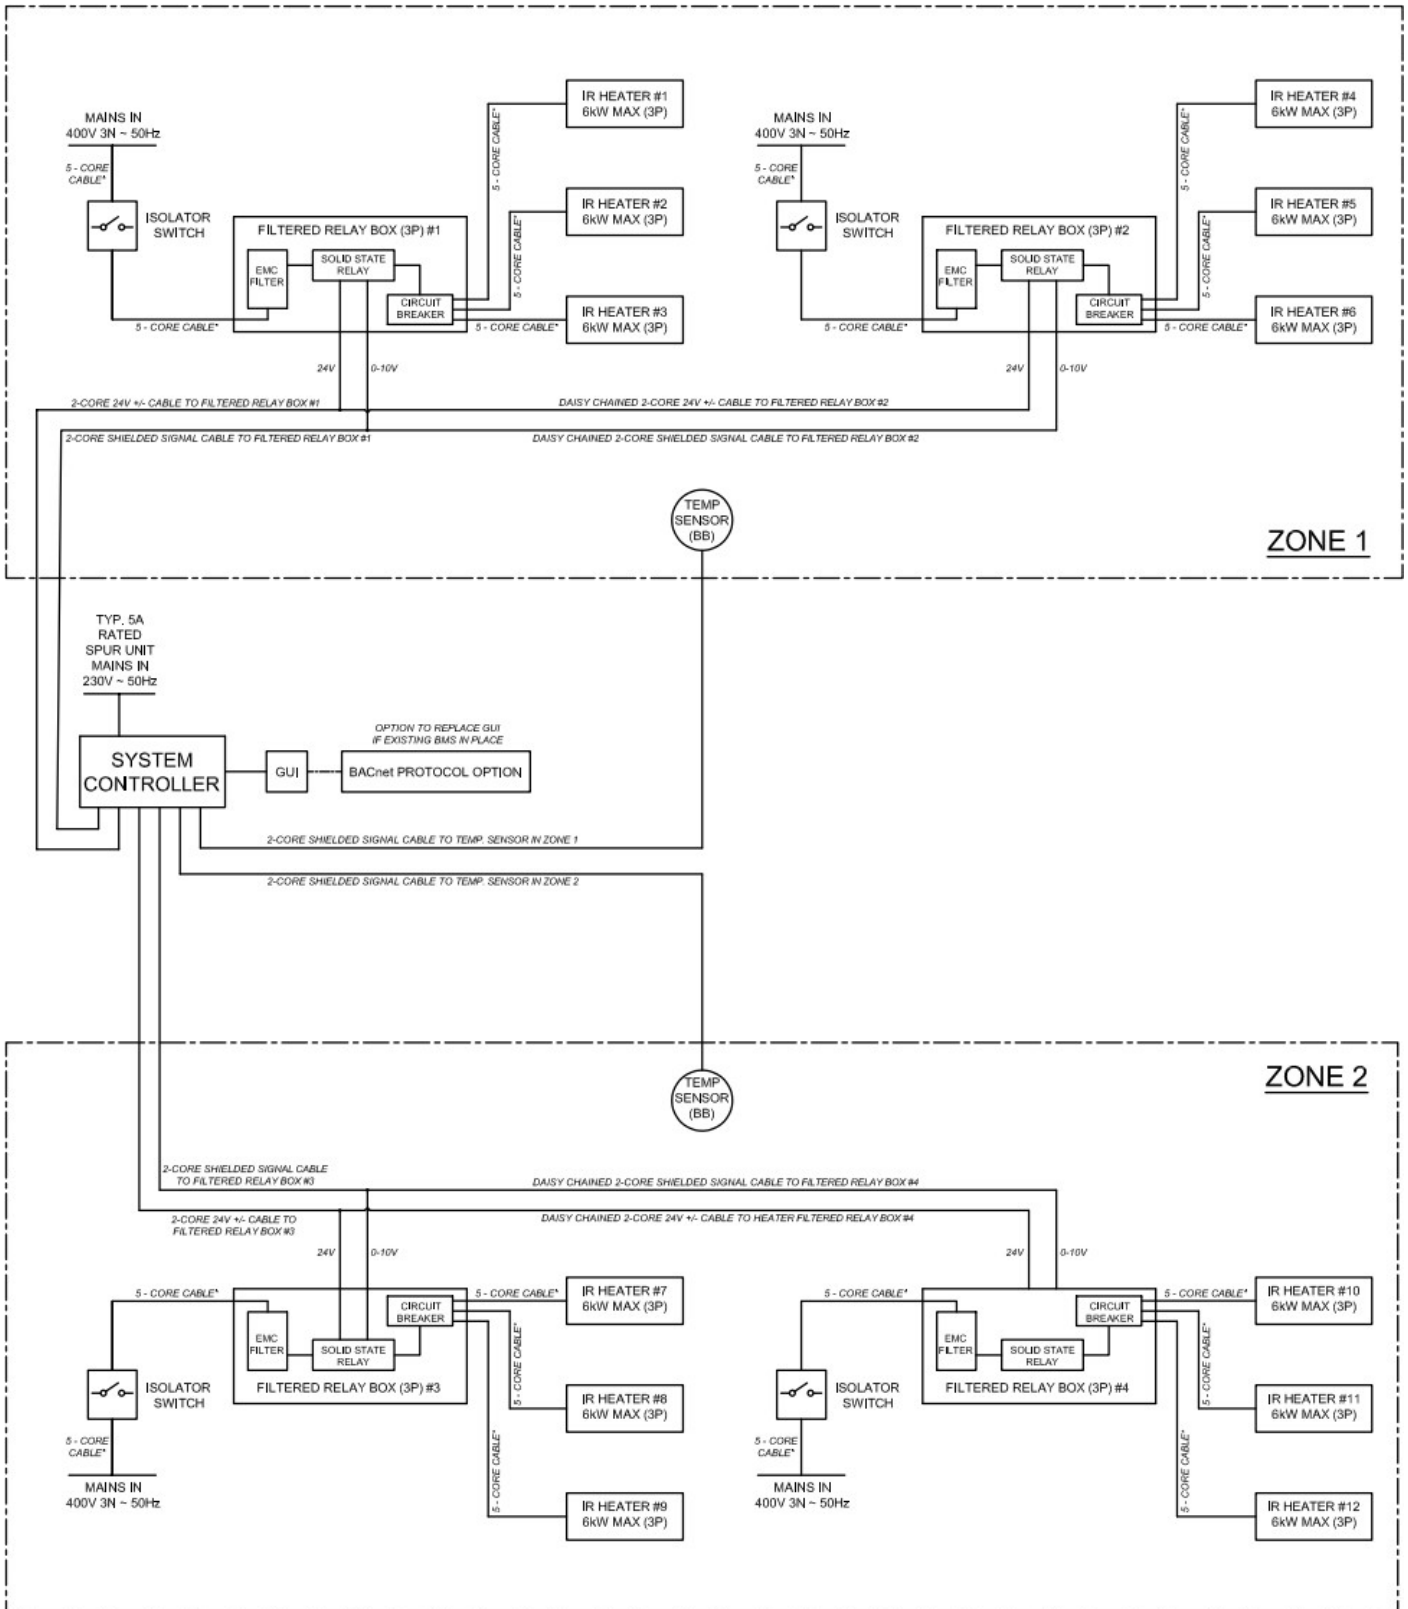 IR HEATER #1
6kW MAX (3P)
IR HEATER #4
6kW MAX (3P)
MAINS IN
400V 3N ~ 50Hz
5 - CORE CABLE*
MAINS IN
400V 3N ~ 50Hz
5 - CORE CABLE*
5 - CORE
CABLE*
5 - CORE
CABLE*
IR HEATER #2
6kW MAX (3P)
IR HEATER #5
6kW MAX (3P)
ISOLATOR
SWITCH
FILTERED RELAY BOX (3P) #1
5 - CORE CABLE*
ISOLATOR
SWITCH
FILTERED RELAY BOX (3P) #2
5 - CORE CABLE*
EMC
FILTER
SOLID STATE
RELAY
CIRCUIT
BREAKER
EMC
FILTER
SOLID STATE
RELAY
CIRCUIT
BREAKER
IR HEATER #3
6kW MAX (3P)
IR HEATER #6
6kW MAX (3P)
5 - CORE CABLE*
5 - CORE CABLE*
5 - CORE CABLE*
5 - CORE CABLE*
24V
0-10V
24V
0-10V
2-CORE 24V +/- CABLE TO FILTERED RELAY BOX #1
DAISY CHAINED 2-CORE 24V +/- CABLE TO FILTERED RELAY BOX #2
2-CORE SHIELDED SIGNAL CABLE TO FILTERED RELAY BOX #1
DAISY CHAINED 2-CORE SHIELDED SIGNAL CABLE TO FILTERED RELAY BOX #2
TEMP
SENSOR
(BB)
ZONE 1
TYP. 5A
RATED
SPUR UNIT
MAINS IN
230V ~ 50Hz
OPTION TO REPLACE GUI
IF EXISTING BMS IN PLACE
SYSTEM
CONTROLLER
GUI
BACnet PROTOCOL OPTION
2-CORE SHIELDED SIGNAL CABLE TO TEMP. SENSOR IN ZONE 1
2-CORE SHIELDED SIGNAL CABLE TO TEMP. SENSOR IN ZONE 2
ZONE 2
TEMP
SENSOR
(BB)
2-CORE SHIELDED SIGNAL CABLE
TO FILTERED RELAY BOX #3
DAISY CHAINED 2-CORE SHIELDED SIGNAL CABLE TO FILTERED RELAY BOX #4
2-CORE 24V +/- CABLE TO
FILTERED RELAY BOX #3
DAISY CHAINED 2-CORE 24V +/- CABLE TO HEATER FILTERED RELAY BOX #4
24V
0-10V
24V
0-10V
5 - CORE CABLE*
5 - CORE CABLE*
5 - CORE CABLE*
5 - CORE CABLE*
IR HEATER #7
6kW MAX (3P)
IR HEATER #10
6kW MAX (3P)
EMC
FILTER
SOLID STATE
RELAY
CIRCUIT
BREAKER
EMC
FILTER
SOLID STATE
RELAY
CIRCUIT
BREAKER
5 - CORE CABLE*
5 - CORE CABLE*
ISOLATOR
SWITCH
FILTERED RELAY BOX (3P) #3
IR HEATER #8
6kW MAX (3P)
ISOLATOR
SWITCH
FILTERED RELAY BOX (3P) #4
IR HEATER #11
6kW MAX (3P)
5 - CORE
CABLE*
5 - CORE CABLE*
5 - CORE
CABLE*
5 - CORE CABLE*
MAINS IN
400V 3N ~ 50Hz
IR HEATER #9
6kW MAX (3P)
MAINS IN
400V 3N ~ 50Hz
IR HEATER #12
6kW MAX (3P)